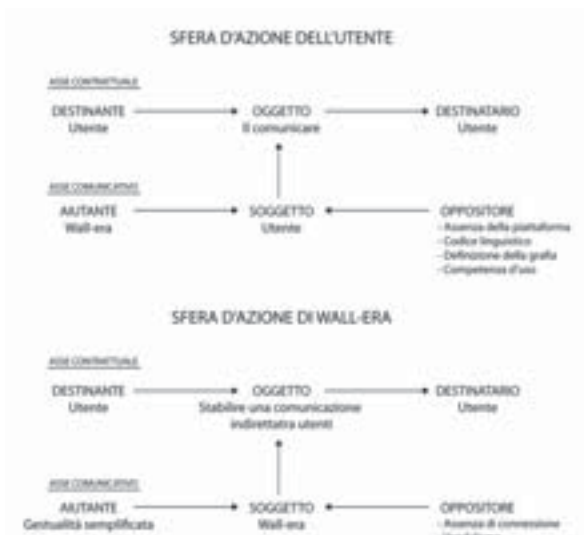 SFERA D'AZIONE DELL'UTENTE
ASSE CONTRATTUALE
DESTINANTE OGGETTO DESTINATARIO
Utente Il comunicare Utente
ASSE COMUNICATIVO
AIUTANTE SOGGETTO OPPOSITORE
Wall-era Utente - Assenza della piattaforma
- Codice linguistico
- Definizione della grafia
- Competenza d'uso
SFERA D'AZIONE DI WALL-ERA
ASSE CONTRATTUALE
DESTINANTE OGGETTO DESTINATARIO
Utente Stabilire una comunicazione Utente
indirettatra utenti
ASSE COMUNICATIVO
AIUTANTE SOGGETTO OPPOSITORE
Gestualità semplificata Wall-era - Assenza di connessione